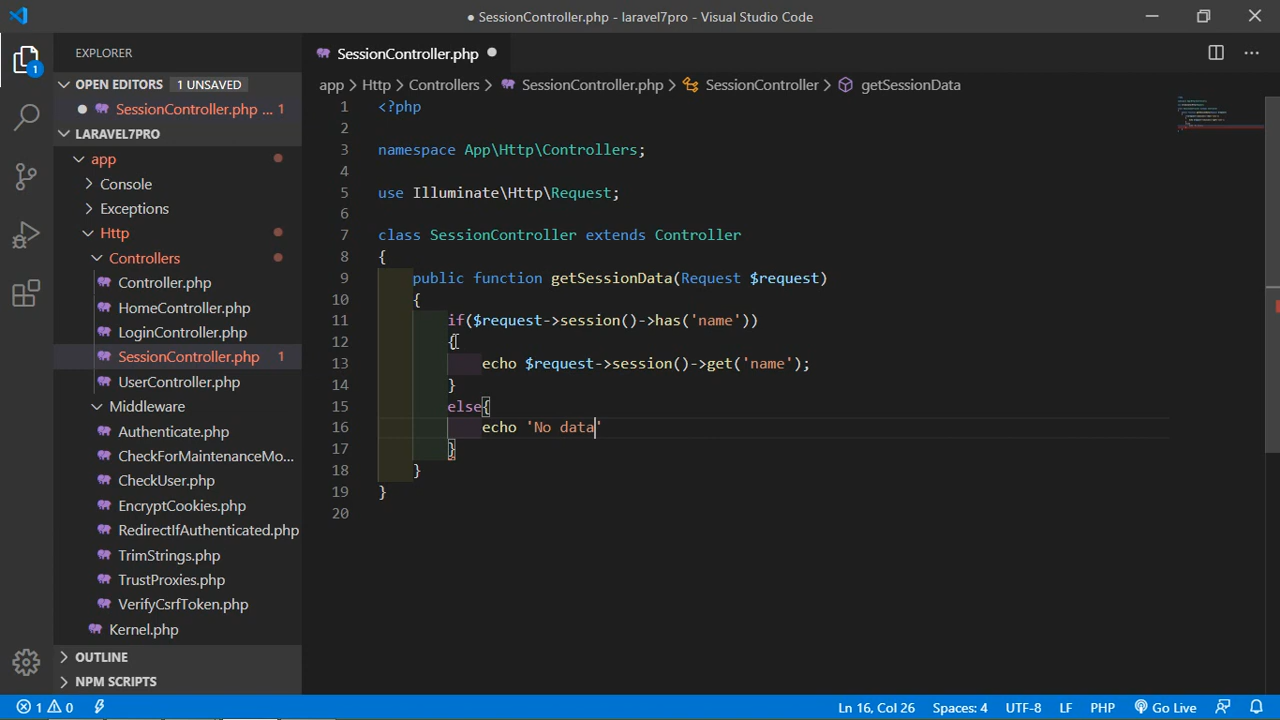 ● SessionController.php - laravel7pro - Visual Studio Code
EXPLORER
OPEN EDITORS 1 UNSAVED
● SessionController.php ... 1
LARAVEL7PRO
app
Console
Exceptions
Http
Controllers
Controller.php
HomeController.php
LoginController.php
SessionController.php 1
UserController.php
Middleware
Authenticate.php
CheckForMaintenanceMo...
CheckUser.php
EncryptCookies.php
RedirectIfAuthenticated.php
TrimStrings.php
TrustProxies.php
VerifyCsrfToken.php
Kernel.php
OUTLINE
NPM SCRIPTS
1
SessionController.php ●
app > Http > Controllers > SessionController.php > SessionController > getSessionData
1 <?php
2
3 namespace App\Http\Controllers;
4
5 use Illuminate\Http\Request;
6
7 class SessionController extends Controller
8 {
9 public function getSessionData(Request $request)
10 {
11 if($request->session()->has('name'))
12 {
13 echo $request->session()->get('name');
14 }
15 else{
16 echo 'No data'
17 }
18 }
19 }
20
1 0 Ln 16, Col 26 Spaces: 4 UTF-8 LF PHP Go Live